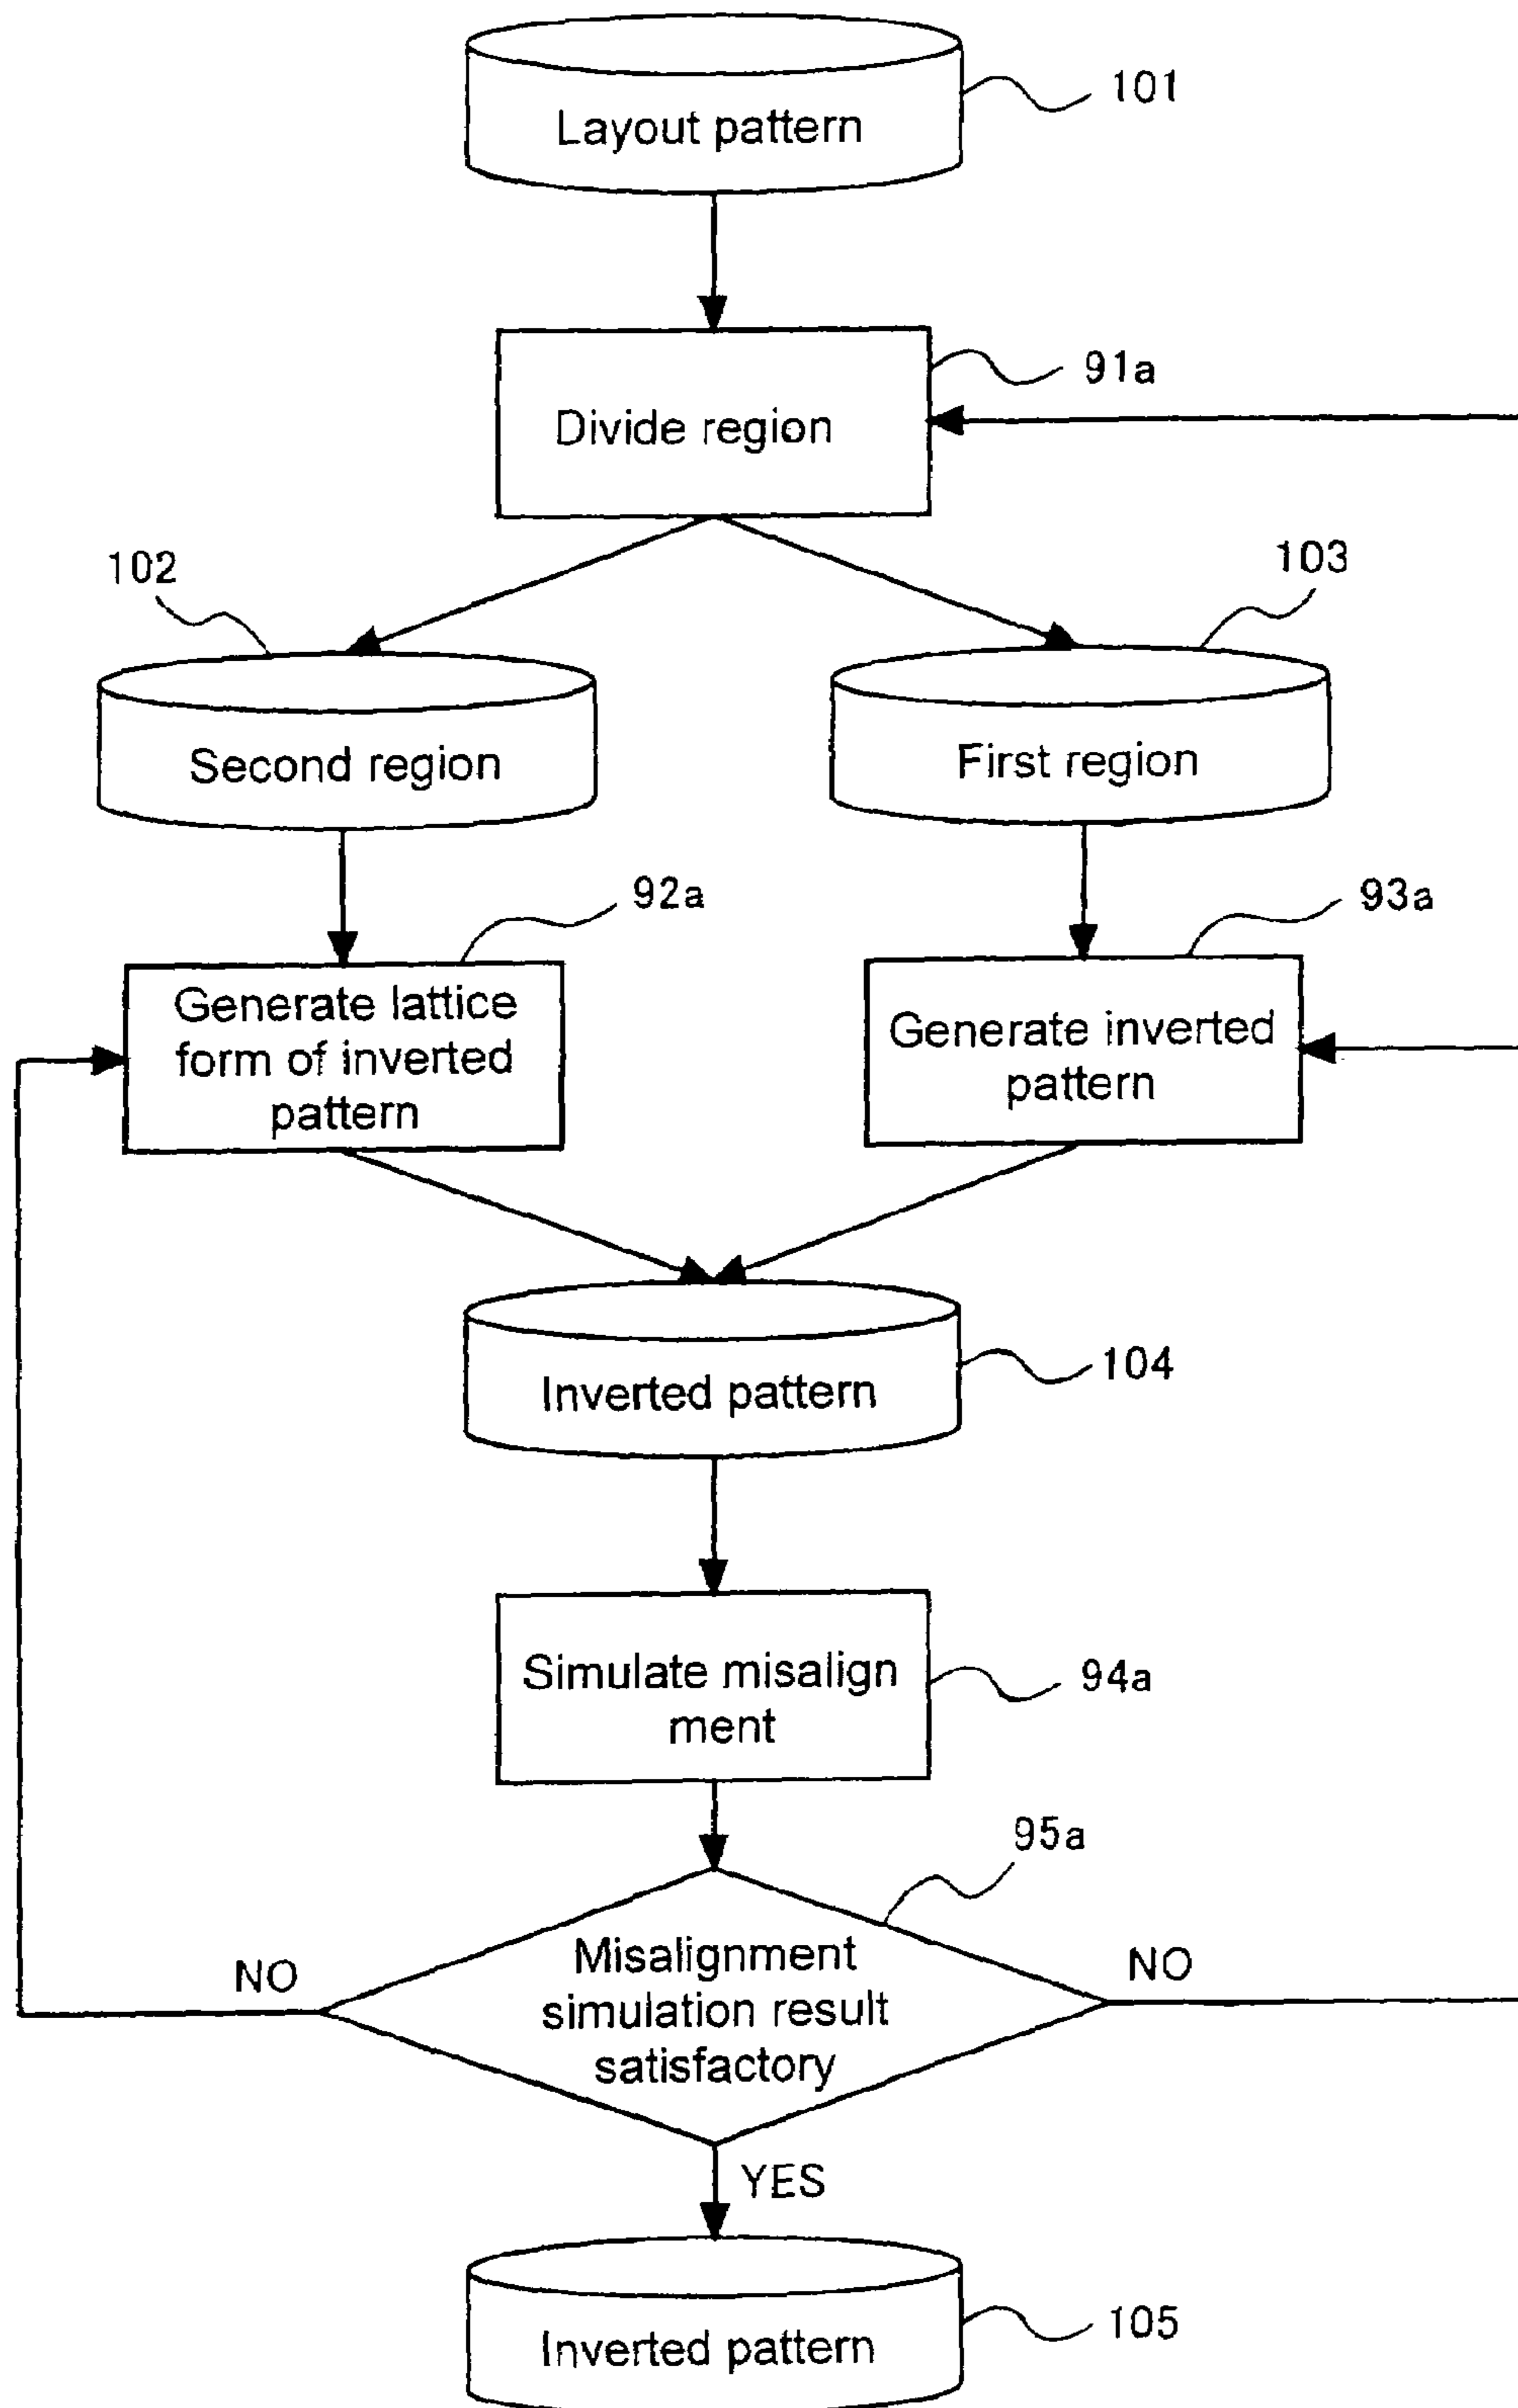 Layout pattern
101
Divide region
91a
102
103
Second region
First region
92a
93a
Generate lattice
form of inverted
pattern
Generate inverted
pattern
Inverted pattern
104
Simulate misalign
ment
94a
95a
Misalignment
simulation result
satisfactory
NO
NO
YES
Inverted pattern
105